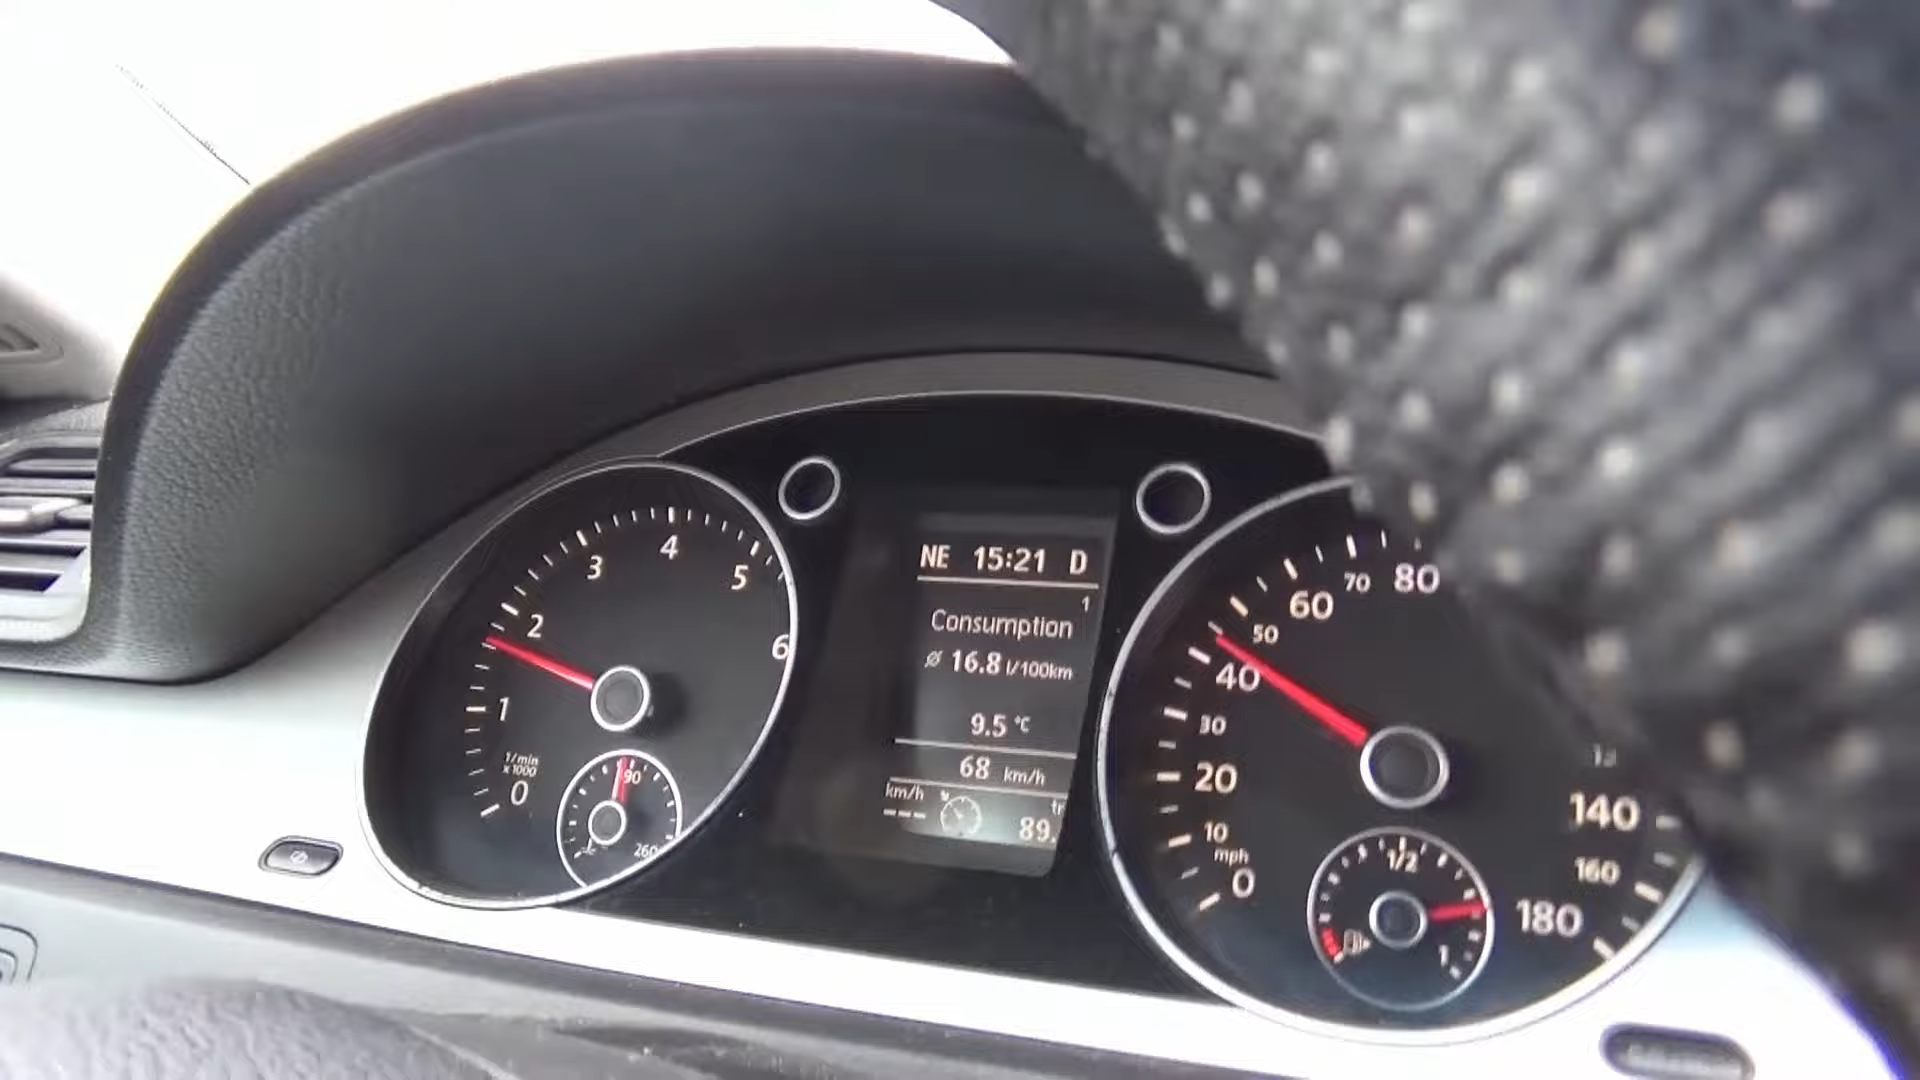 NE 15:21 D
1
Consumption
ø 16.8 l/100km
9.5 °C
68 km/h
km/h
---
89.
0
1
2
3
4
5
6
1/min
x1000
90
260
0
10
20
30
40
50
60
70
80
140
160
180
mph
1/2
1